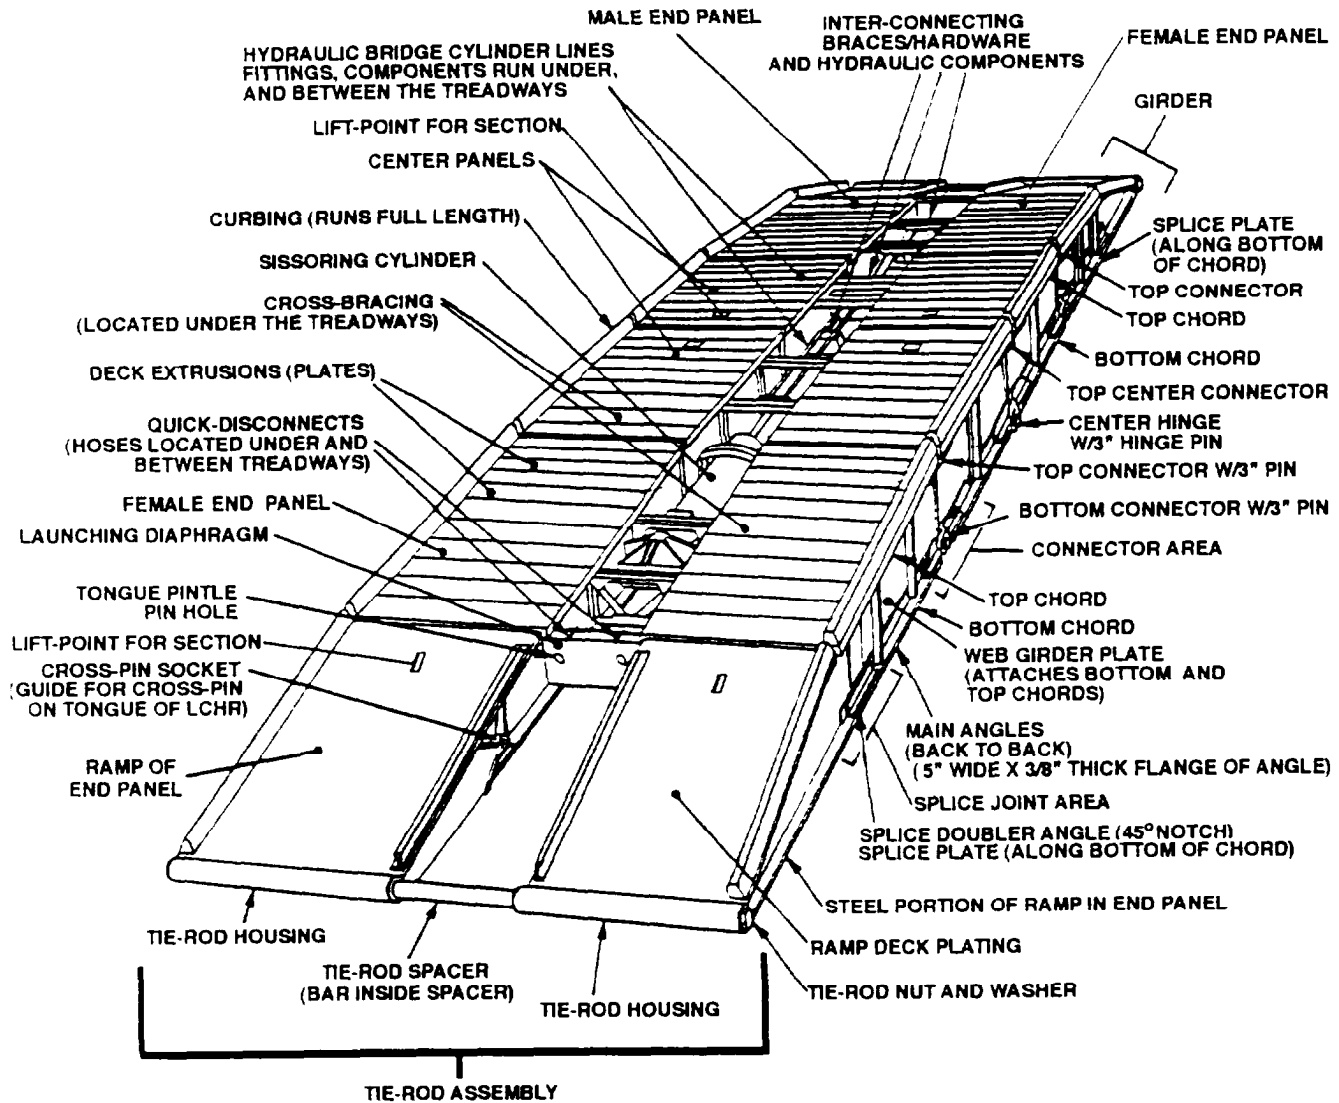 MALE END PANEL
INTER-CONNECTING
BRACES/HARDWARE
AND HYDRAULIC COMPONENTS
FEMALE END PANEL
HYDRAULIC BRIDGE CYLINDER LINES
FITTINGS, COMPONENTS RUN UNDER,
AND BETWEEN THE TREADWAYS
GIRDER
LIFT-POINT FOR SECTION
CENTER PANELS
CURBING (RUNS FULL LENGTH)
SISSORING CYLINDER
CROSS-BRACING
(LOCATED UNDER THE TREADWAYS)
DECK EXTRUSIONS (PLATES)
QUICK-DISCONNECTS
(HOSES LOCATED UNDER AND
BETWEEN TREADWAYS)
FEMALE END PANEL
LAUNCHING DIAPHRAGM
TONGUE PINTLE
PIN HOLE
LIFT-POINT FOR SECTION
CROSS-PIN SOCKET
(GUIDE FOR CROSS-PIN
ON TONGUE OF LCHR)
RAMP OF
END PANEL
SPLICE PLATE
(ALONG BOTTOM
OF CHORD)
TOP CONNECTOR
TOP CHORD
BOTTOM CHORD
TOP CENTER CONNECTOR
CENTER HINGE
W/3" HINGE PIN
TOP CONNECTOR W/3" PIN
BOTTOM CONNECTOR W/3" PIN
CONNECTOR AREA
TOP CHORD
BOTTOM CHORD
WEB GIRDER PLATE
(ATTACHES BOTTOM AND
TOP CHORDS)
MAIN ANGLES
(BACK TO BACK)
(5" WIDE X 3/8" THICK FLANGE OF ANGLE)
SPLICE JOINT AREA
SPLICE DOUBLER ANGLE (45° NOTCH)
SPLICE PLATE (ALONG BOTTOM OF CHORD)
STEEL PORTION OF RAMP IN END PANEL
RAMP DECK PLATING
TIE-ROD NUT AND WASHER
TIE-ROD HOUSING
TIE-ROD SPACER
(BAR INSIDE SPACER)
TIE-ROD HOUSING
TIE-ROD ASSEMBLY